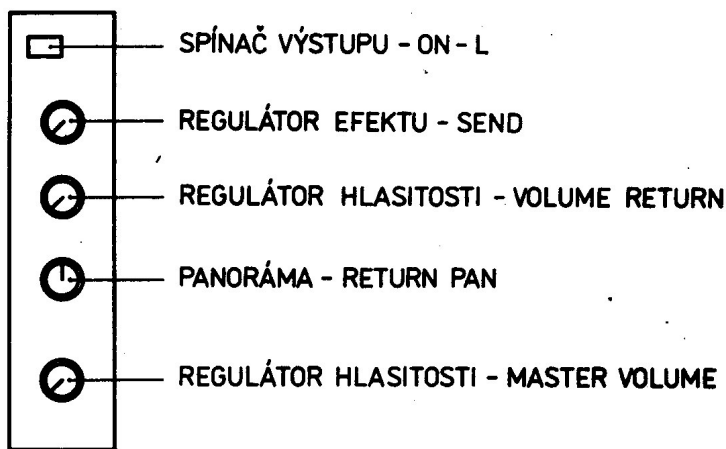 SPÍNAČ VÝSTUPU - ON - L
REGULÁTOR EFEKTU - SEND
REGULÁTOR HLASITOSTI - VOLUME RETURN
PANORÁMA - RETURN PAN
REGULÁTOR HLASITOSTI - MASTER VOLUME